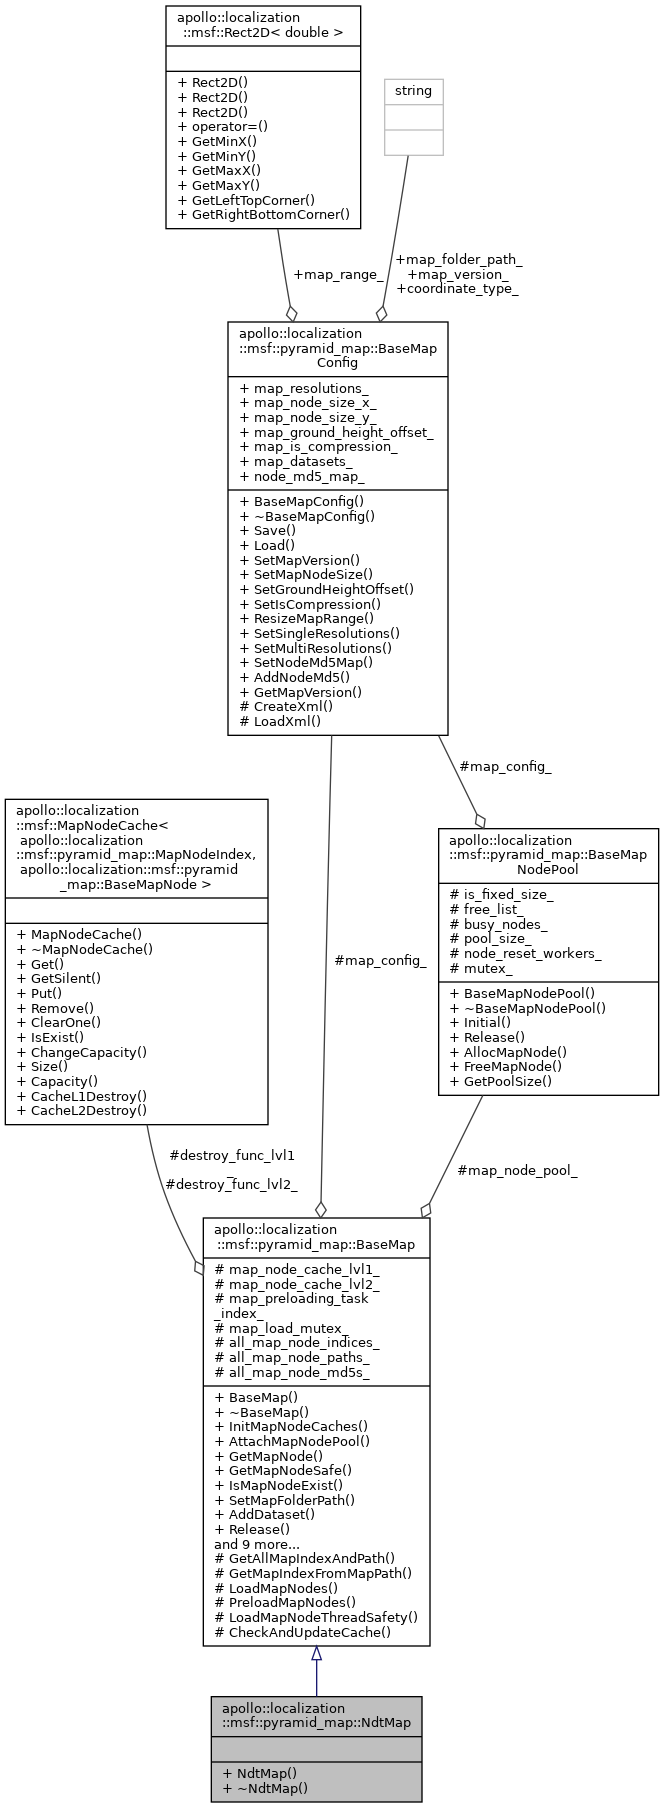 apollo::localization
::msf::Rect2D< double >
+ Rect2D()
+ Rect2D()
+ Rect2D()
+ operator=()
+ GetMinX()
+ GetMinY()
+ GetMaxX()
+ GetMaxY()
+ GetLeftTopCorner()
+ GetRightBottomCorner()
string
+map_range_
+map_folder_path_
+map_version_
+coordinate_type_
apollo::localization
::msf::pyramid_map::BaseMap
Config
+ map_resolutions_
+ map_node_size_x_
+ map_node_size_y_
+ map_ground_height_offset_
+ map_is_compression_
+ map_datasets_
+ node_md5_map_
+ BaseMapConfig()
+ ~BaseMapConfig()
+ Save()
+ Load()
+ SetMapVersion()
+ SetMapNodeSize()
+ SetGroundHeightOffset()
+ SetIsCompression()
+ ResizeMapRange()
+ SetSingleResolutions()
+ SetMultiResolutions()
+ SetNodeMd5Map()
+ AddNodeMd5()
+ GetMapVersion()
# CreateXml()
# LoadXml()
#map_config_
apollo::localization
::msf::MapNodeCache<
apollo::localization
::msf::pyramid_map::MapNodeIndex,
apollo::localization::msf::pyramid
_map::BaseMapNode >
+ MapNodeCache()
+ ~MapNodeCache()
+ Get()
+ GetSilent()
+ Put()
+ Remove()
+ ClearOne()
+ IsExist()
+ ChangeCapacity()
+ Size()
+ Capacity()
+ CacheL1Destroy()
+ CacheL2Destroy()
#map_config_
apollo::localization
::msf::pyramid_map::BaseMap
NodePool
# is_fixed_size_
# free_list_
# busy_nodes_
# pool_size_
# node_reset_workers_
# mutex_
+ BaseMapNodePool()
+ ~BaseMapNodePool()
+ Initial()
+ Release()
+ AllocMapNode()
+ FreeMapNode()
+ GetPoolSize()
#destroy_func_lvl1
_
#destroy_func_lvl2_
#map_node_pool_
apollo::localization
::msf::pyramid_map::BaseMap
# map_node_cache_lvl1_
# map_node_cache_lvl2_
# map_preloading_task
_index_
# map_load_mutex_
# all_map_node_indices_
# all_map_node_paths_
# all_map_node_md5s_
+ BaseMap()
+ ~BaseMap()
+ InitMapNodeCaches()
+ AttachMapNodePool()
+ GetMapNode()
+ GetMapNodeSafe()
+ IsMapNodeExist()
+ SetMapFolderPath()
+ AddDataset()
+ Release()
and 9 more...
# GetAllMapIndexAndPath()
# GetMapIndexFromMapPath()
# LoadMapNodes()
# PreloadMapNodes()
# LoadMapNodeThreadSafety()
# CheckAndUpdateCache()
apollo::localization
::msf::pyramid_map::NdtMap
+ NdtMap()
+ ~NdtMap()